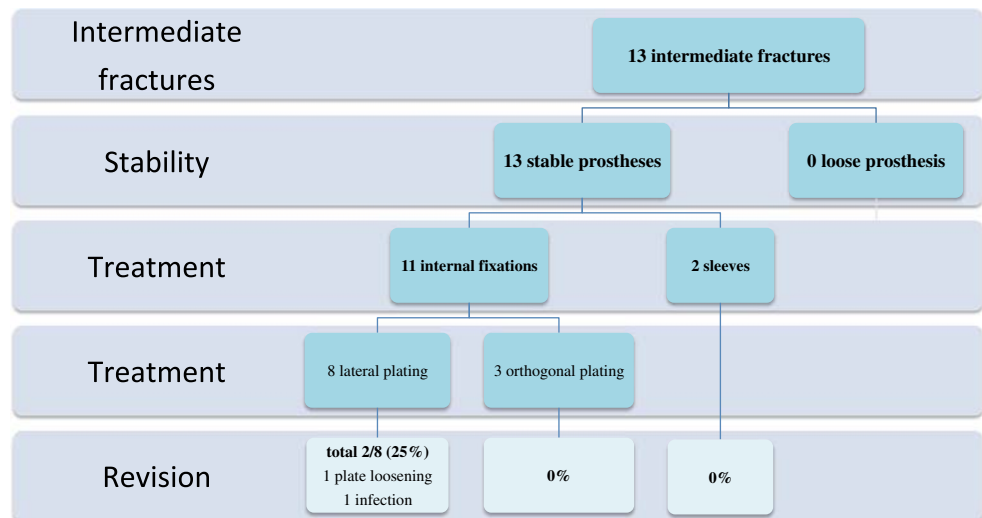 Intermediate
fractures
13 intermediate fractures
Stability
13 stable prostheses
0 loose prosthesis
Treatment
11 internal fixations
2 sleeves
Treatment
8 lateral plating
3 orthogonal plating
Revision
total 2/8 (25%)
1 plate loosening
1 infection
0%
0%